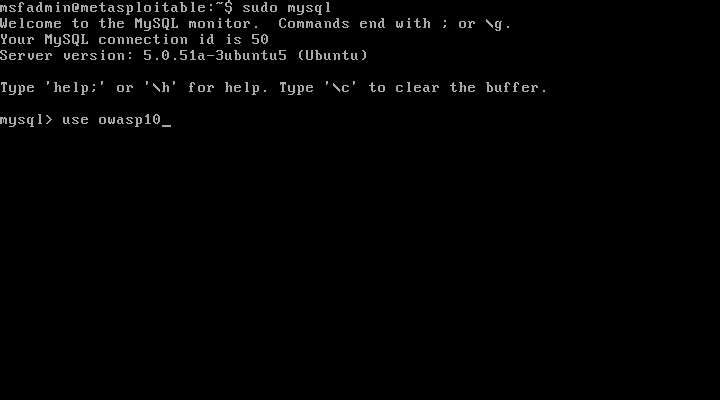 msfadmin@metasploitable:~$ sudo mysql
Welcome to the MySQL monitor.  Commands end with ; or \g.
Your MySQL connection id is 50
Server version: 5.0.51a-3ubuntu5 (Ubuntu)
Type 'help;' or '\h' for help. Type '\c' to clear the buffer.
mysql> use owasp10_